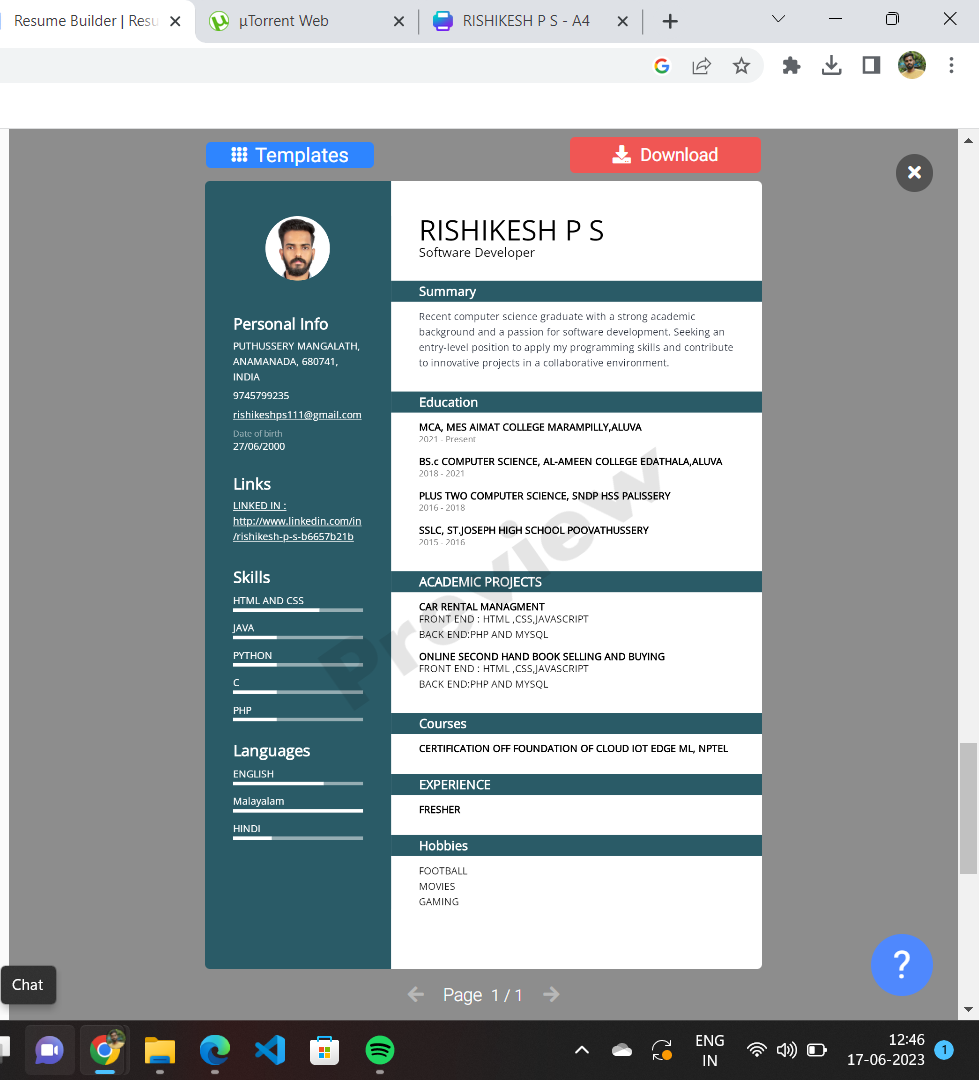 Resume Builder | Resu
µTorrent Web
RISHIKESH P S - A4
Templates
Download
RISHIKESH P S
Software Developer
Summary
Recent computer science graduate with a strong academic
background and a passion for software development. Seeking an
entry-level position to apply my programming skills and contribute
to innovative projects in a collaborative environment.
Personal Info
PUTHUSSERY MANGALATH,
ANAMANADA, 680741,
INDIA
9745799235
rishikeshps111@gmail.com
Date of birth
27/06/2000
Links
LINKED IN :
http://www.linkedin.com/in
/rishikesh-p-s-b6657b21b
Skills
HTML AND CSS
JAVA
PYTHON
C
PHP
Languages
ENGLISH
Malayalam
HINDI
Education
MCA, MES AIMAT COLLEGE MARAMPILLY,ALUVA
2021 - Present
BS.c COMPUTER SCIENCE, AL-AMEEN COLLEGE EDATHALA,ALUVA
2018 - 2021
PLUS TWO COMPUTER SCIENCE, SNDP HSS PALISSERY
2016 - 2018
SSLC, ST.JOSEPH HIGH SCHOOL POOVATHUSSERY
2015 - 2016
ACADEMIC PROJECTS
CAR RENTAL MANAGMENT
FRONT END : HTML ,CSS,JAVASCRIPT
BACK END:PHP AND MYSQL
ONLINE SECOND HAND BOOK SELLING AND BUYING
FRONT END : HTML ,CSS,JAVASCRIPT
BACK END:PHP AND MYSQL
Courses
CERTIFICATION OFF FOUNDATION OF CLOUD IOT EDGE ML, NPTEL
EXPERIENCE
FRESHER
Hobbies
FOOTBALL
MOVIES
GAMING
Preview
?
Chat
Page 1 / 1
ENG
IN
12:46
17-06-2023
1